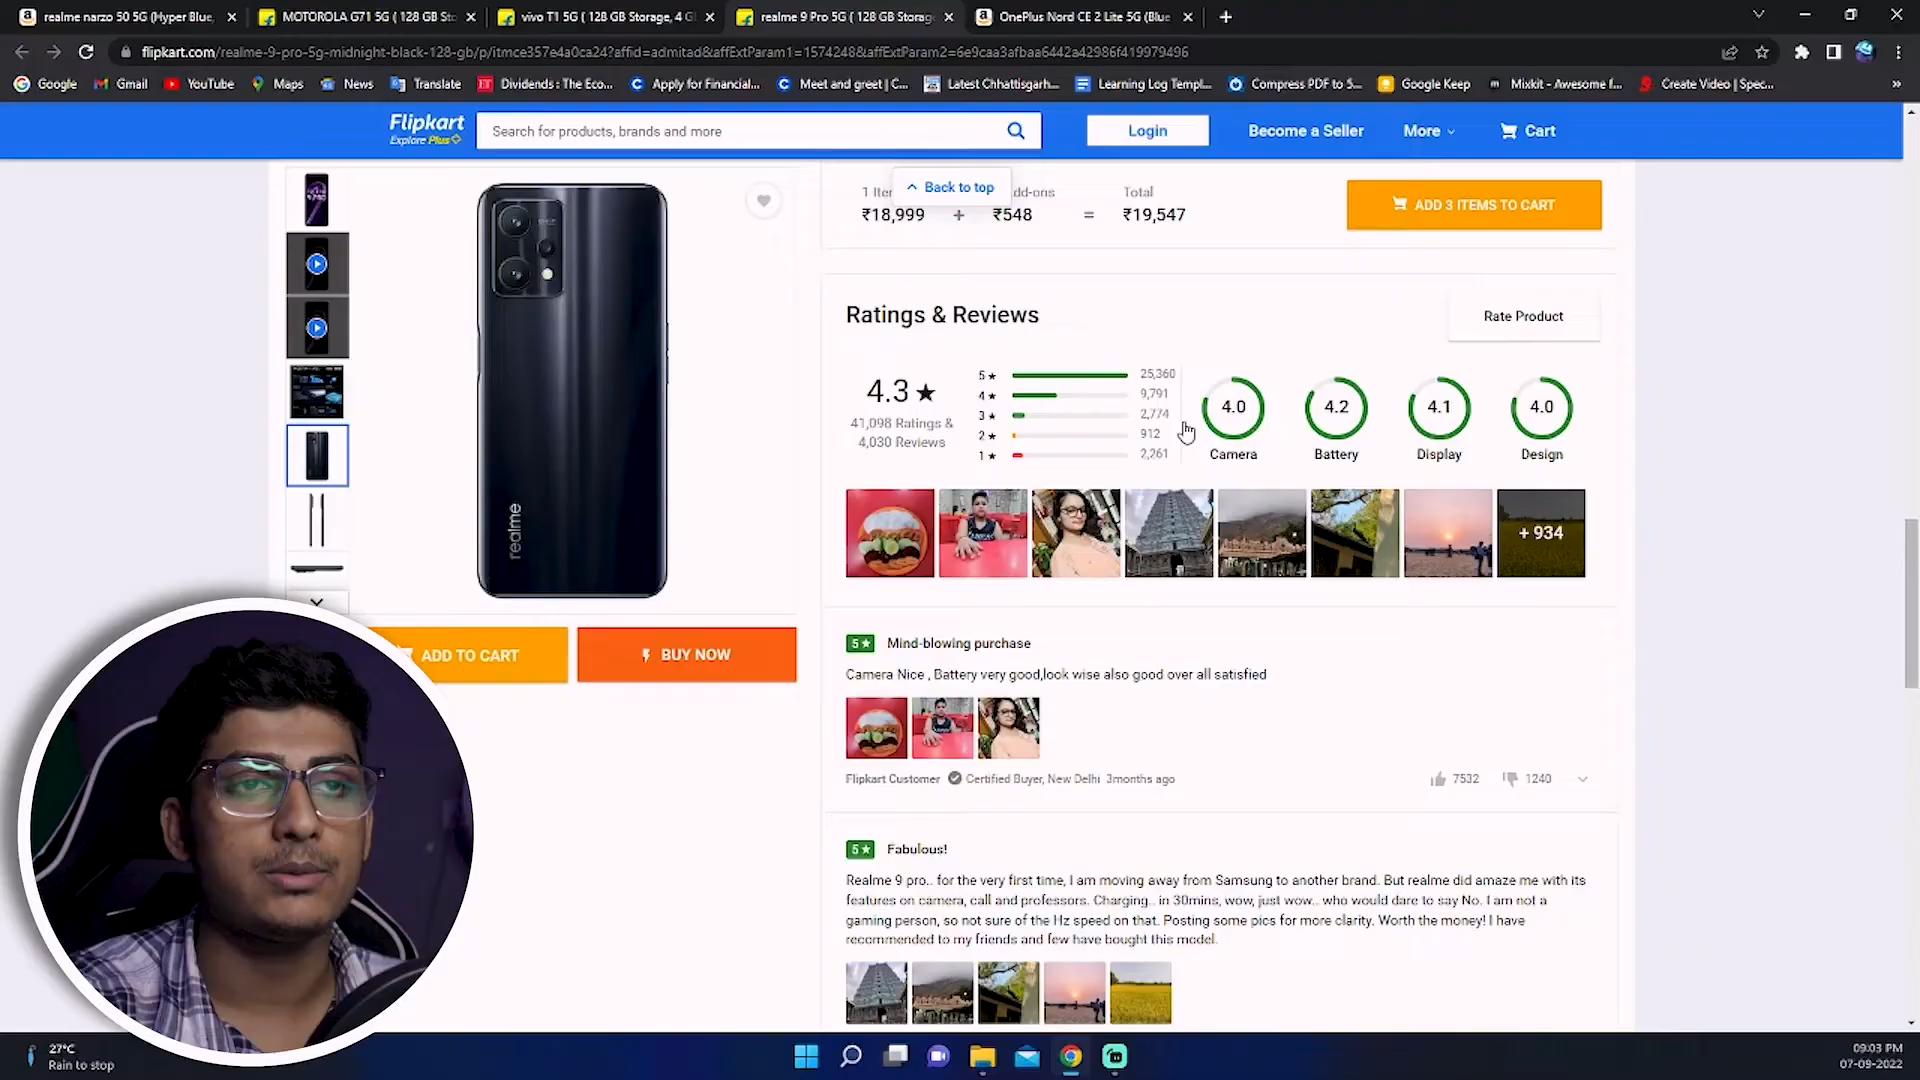 realme narzo 50 5G (Hyper Blue,
MOTOROLA G71 5G ( 128 GB Sto
vivo T1 5G ( 128 GB Storage, 4 G
realme 9 Pro 5G ( 128 GB Storag
OnePlus Nord CE 2 Lite 5G (Blue
flipkart.com/realme-9-pro-5g-midnight-black-128-gb/p/itmce357e4a0ca24?affid=admitad&affExtParam1=1574248&affExtParam2=6e9caa3afbaa6442a42986f419979496
Google
Gmail
YouTube
Maps
News
Translate
Dividends : The Eco...
Apply for Financial...
Meet and greet | C...
Latest Chhattisgarh...
Learning Log Templ...
Compress PDF to 5...
Google Keep
Mixkit - Awesome f...
Create Video | Spec...
Flipkart
Explore Plus
Search for products, brands and more
Login
Become a Seller
More
Cart
Back to top
1 Iter
dd-ons
Total
₹18,999 + ₹548 = ₹19,547
ADD 3 ITEMS TO CART
realme
Ratings & Reviews
Rate Product
4.3 ★
41,098 Ratings &
4,030 Reviews
5 ★ 25,360
4 ★ 9,791
3 ★ 2,774
2 ★ 912
1 ★ 2,261
4.0
Camera
4.2
Battery
4.1
Display
4.0
Design
+ 934
ADD TO CART
BUY NOW
5 ★ Mind-blowing purchase
Camera Nice , Battery very good,look wise also good over all satisfied
Flipkart Customer Certified Buyer, New Delhi 3months ago
7532
1240
5 ★ Fabulous!
Realme 9 pro.. for the very first time, I am moving away from Samsung to another brand. But realme did amaze me with its
features on camera, call and professors. Charging.. in 30mins, wow, just wow.. who would dare to say No. I am not a
gaming person, so not sure of the Hz speed on that. Posting some pics for more clarity. Worth the money! I have
recommended to my friends and few have bought this model.
27°C
Rain to stop
09:03 PM
07-09-2022